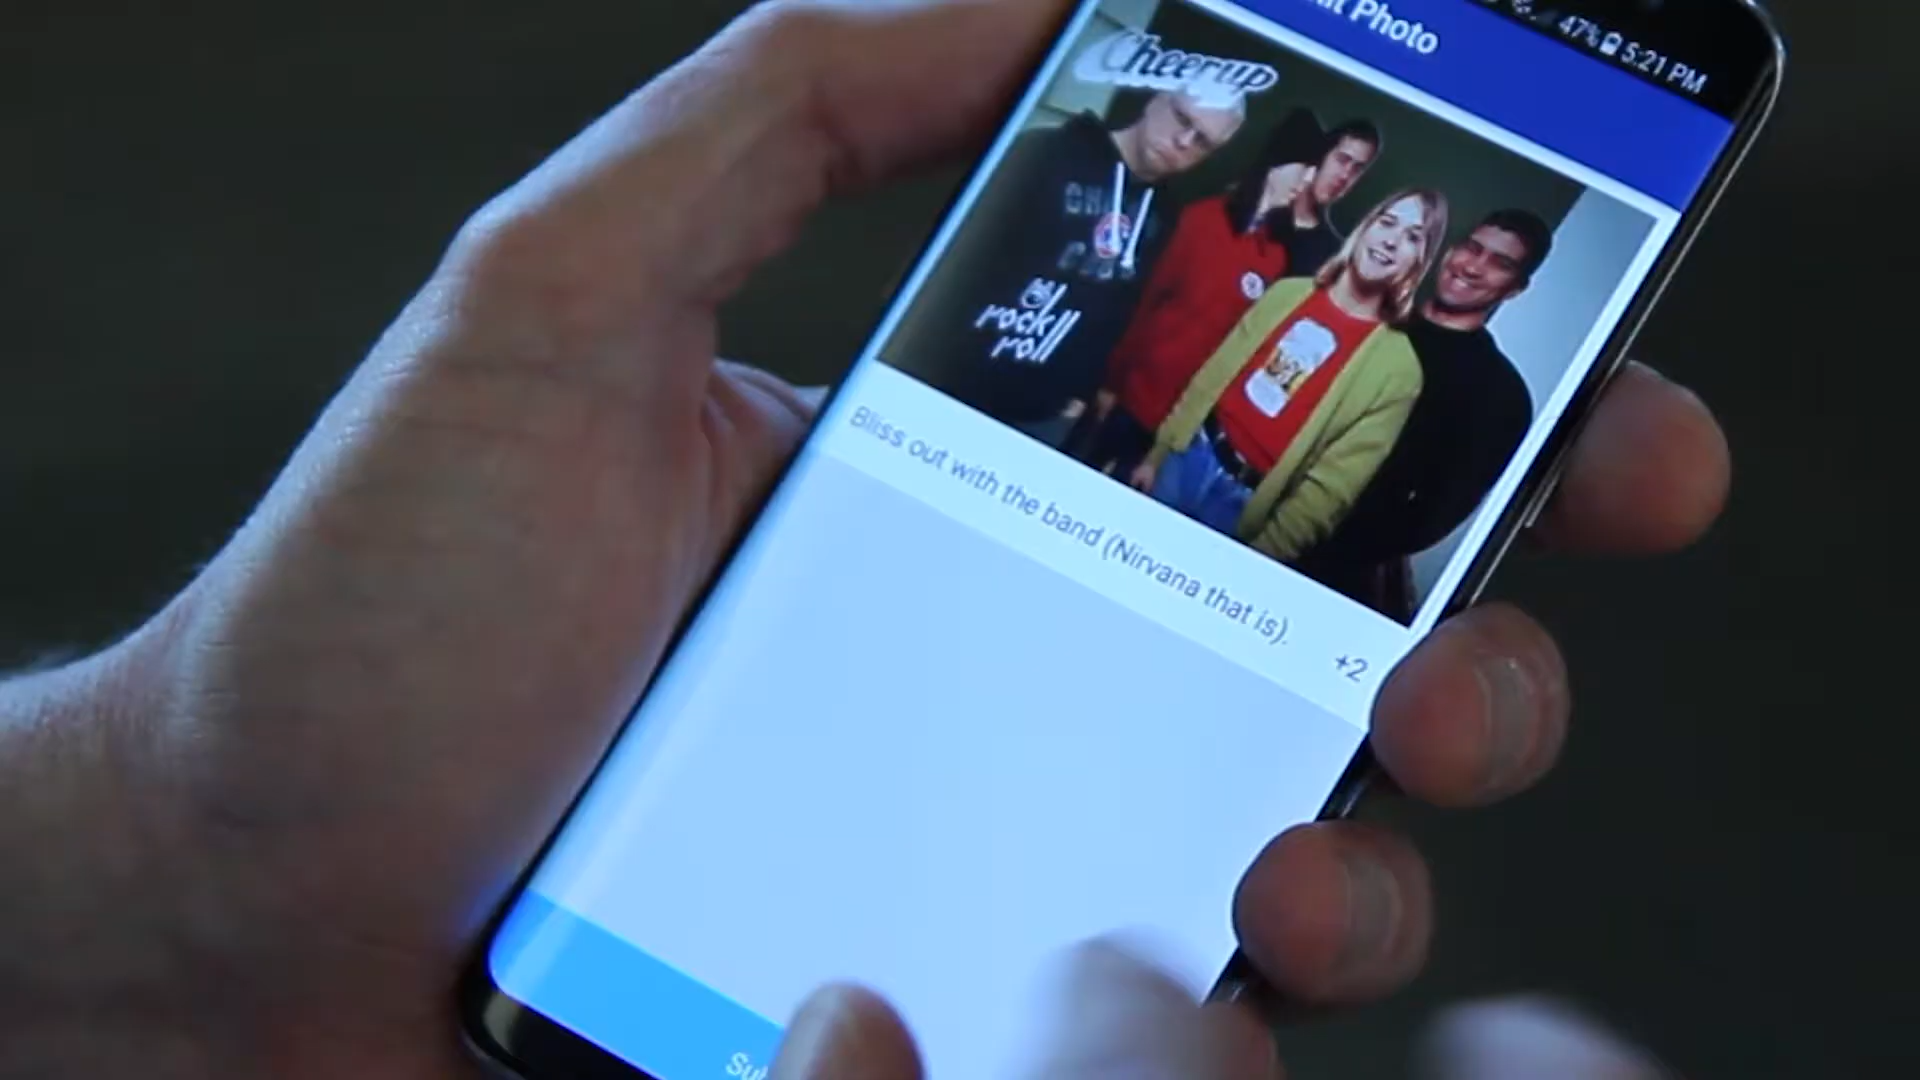 47% 5:21 PM
Photo
Cheerup
rock
roll
Bliss out with the band (Nirvana that is).
+2